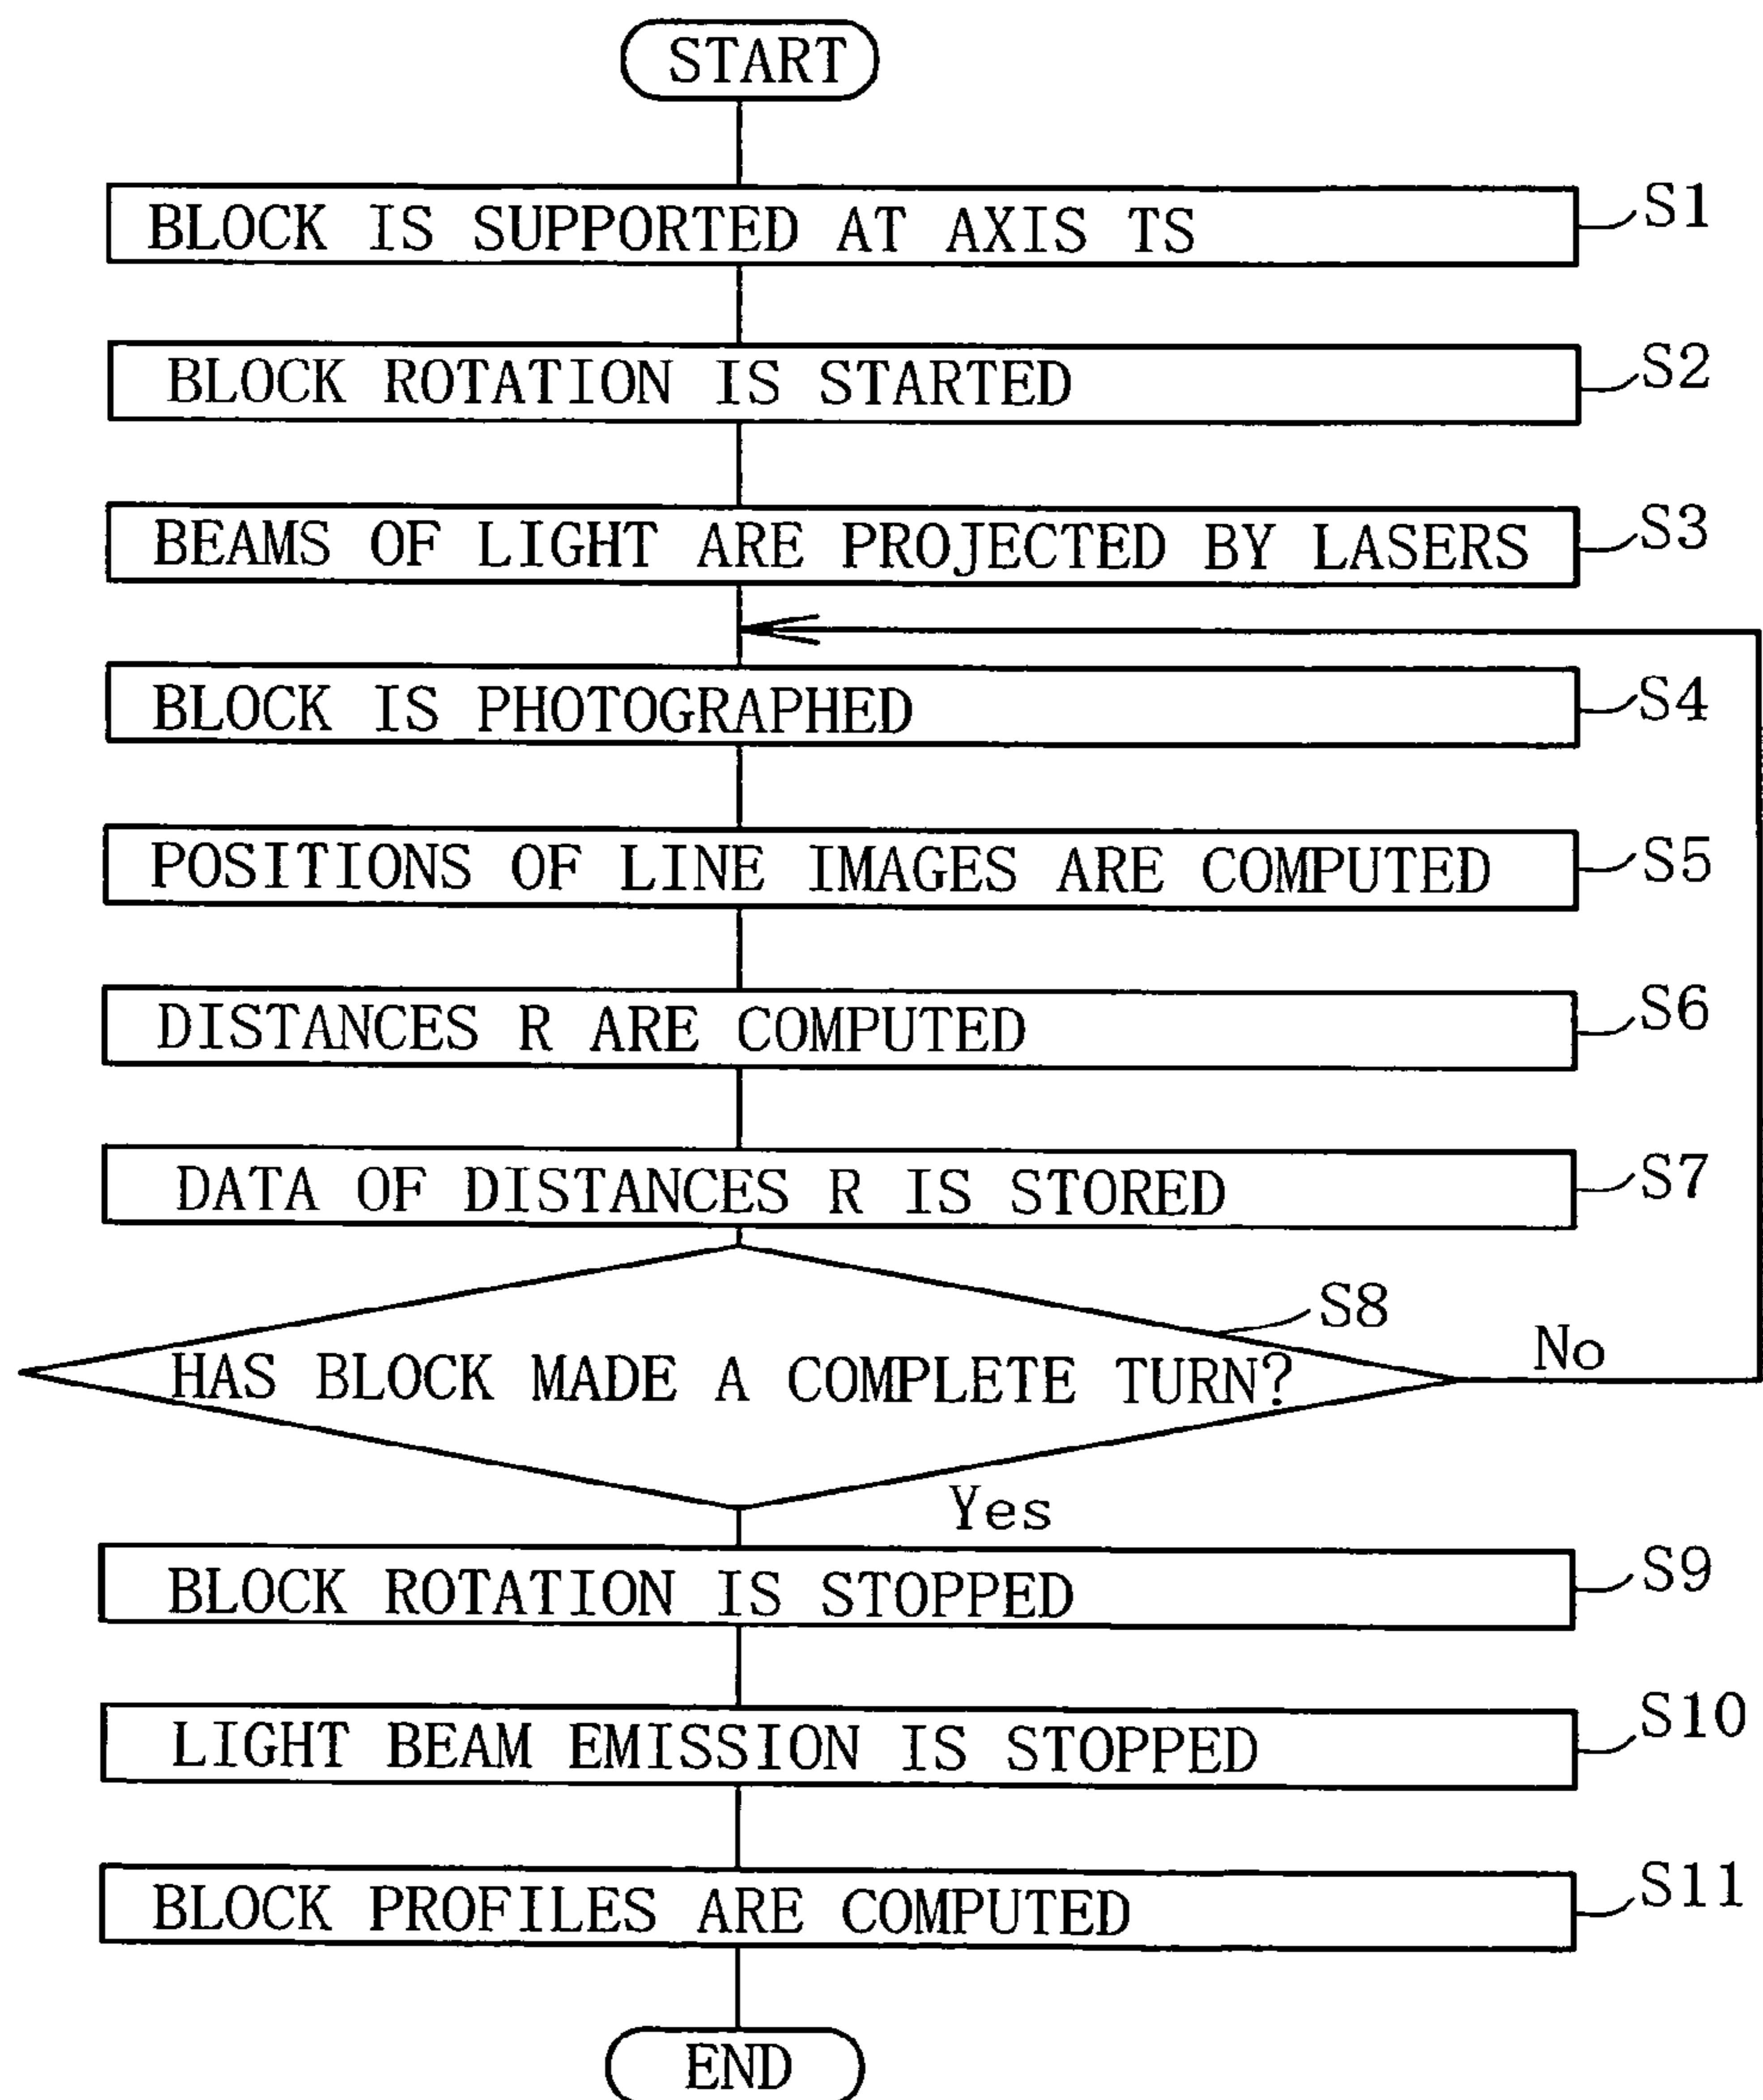 START
BLOCK IS SUPPORTED AT AXIS TS
S1
BLOCK ROTATION IS STARTED
S2
BEAMS OF LIGHT ARE PROJECTED BY LASERS
S3
BLOCK IS PHOTOGRAPHED
S4
POSITIONS OF LINE IMAGES ARE COMPUTED
S5
DISTANCES R ARE COMPUTED
S6
DATA OF DISTANCES R IS STORED
S7
S8
HAS BLOCK MADE A COMPLETE TURN?
No
Yes
BLOCK ROTATION IS STOPPED
S9
LIGHT BEAM EMISSION IS STOPPED
S10
BLOCK PROFILES ARE COMPUTED
S11
END